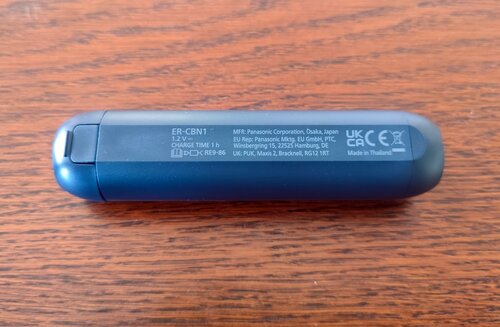 ER-CBN1
1.2 V ⎓
CHARGE TIME 1 h
RE9-86
MFR: Panasonic Corporation, Osaka, Japan
EU Rep: Panasonic Mktg. EU GmbH, PTC,
Winsbergring 15, 22525 Hamburg, DE
UK: PUK, Maxis 2, Bracknell, RG12 1RT
UK CA CE
Made in Thailand